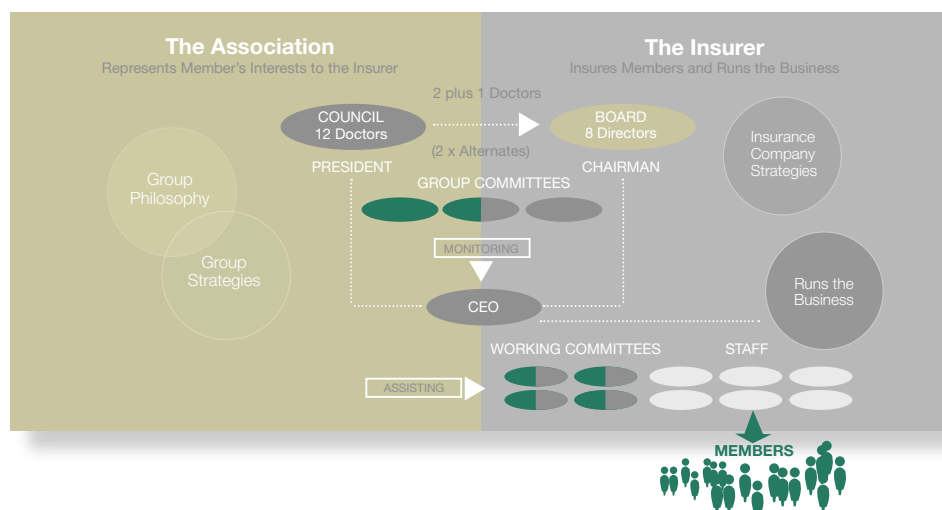 The Association
Represents Member's Interests to the Insurer
The Insurer
Insures Members and Runs the Business
2 plus 1 Doctors
COUNCIL
12 Doctors
BOARD
8 Directors
(2 x Alternates)
PRESIDENT
CHAIRMAN
GROUP COMMITTEES
Group
Philosophy
Group
Strategies
Insurance
Company
Strategies
MONITORING
CEO
Runs the
Business
WORKING COMMITTEES
STAFF
ASSISTING
MEMBERS